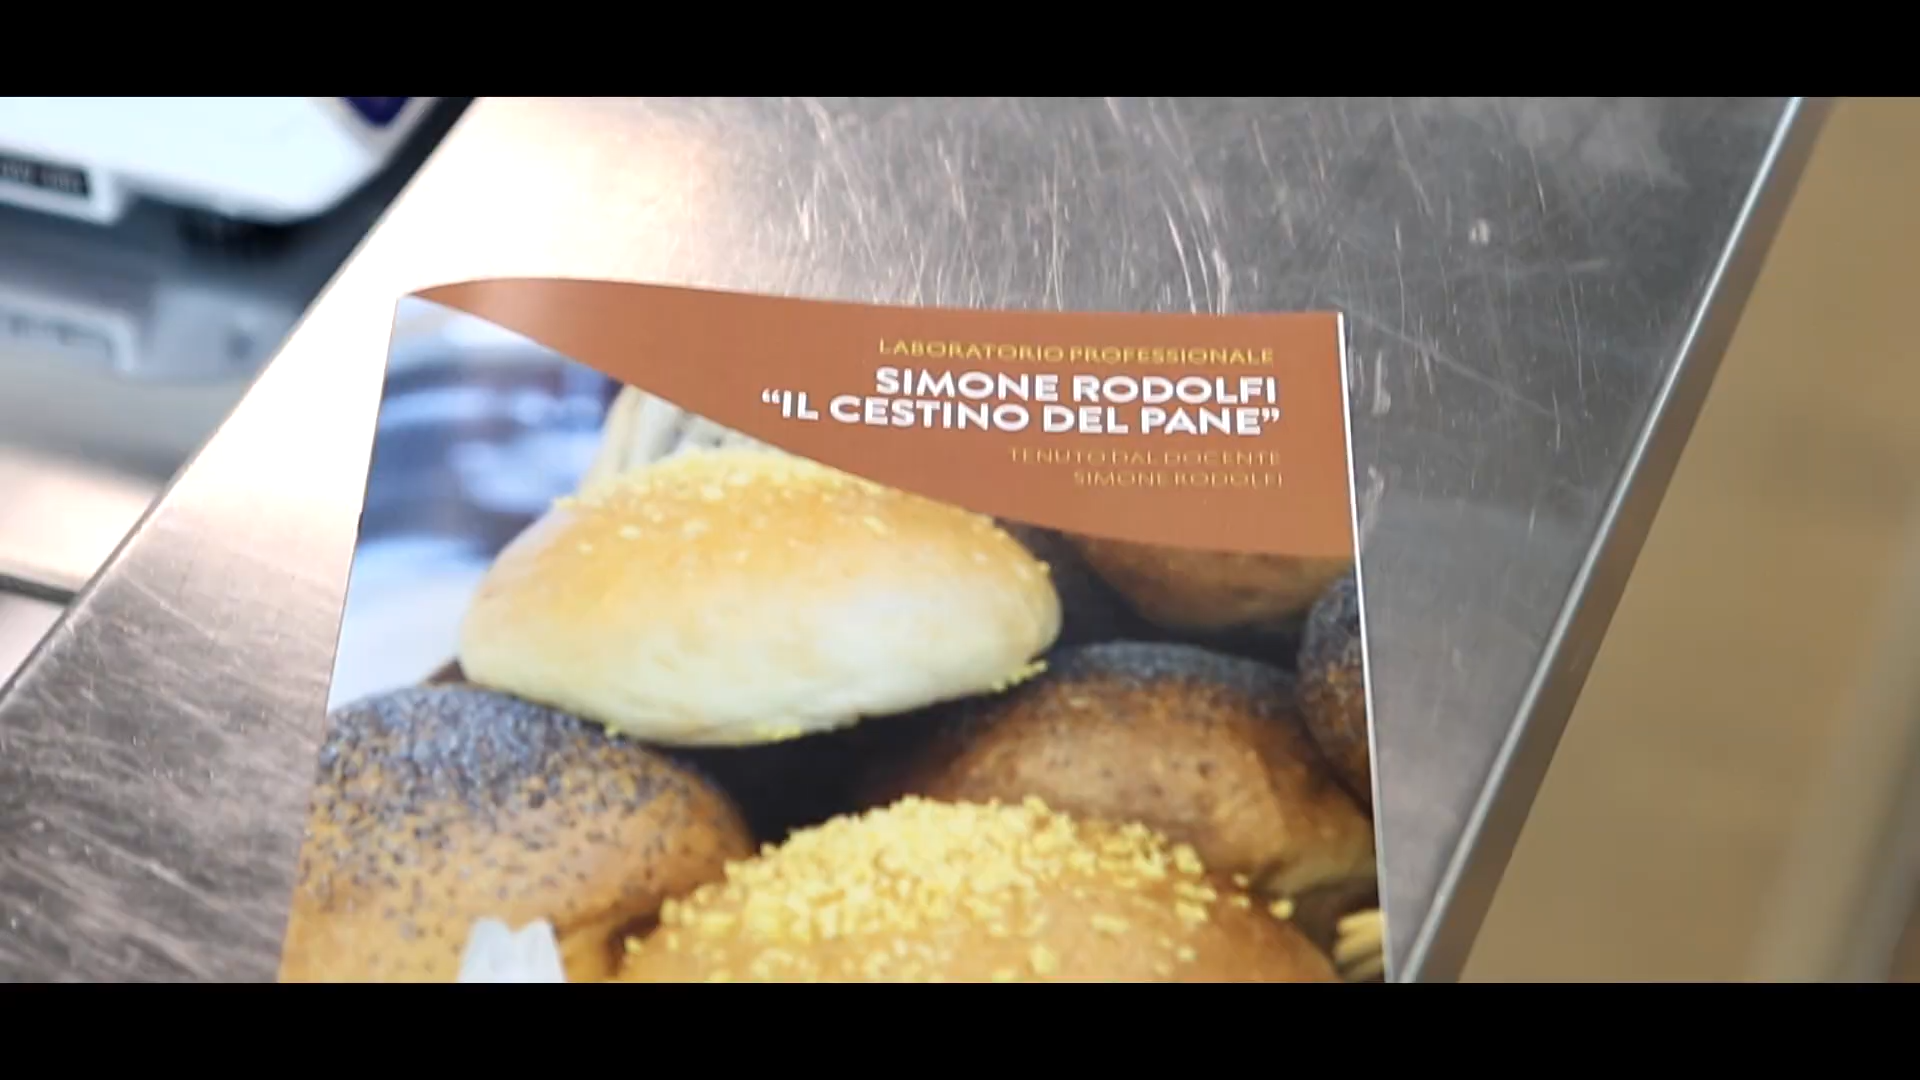 LABORATORIO PROFESSIONALE
SIMONE RODOLFI
“IL CESTINO DEL PANE”
TENUTO DAL DOCENTE
SIMONE RODOLFI